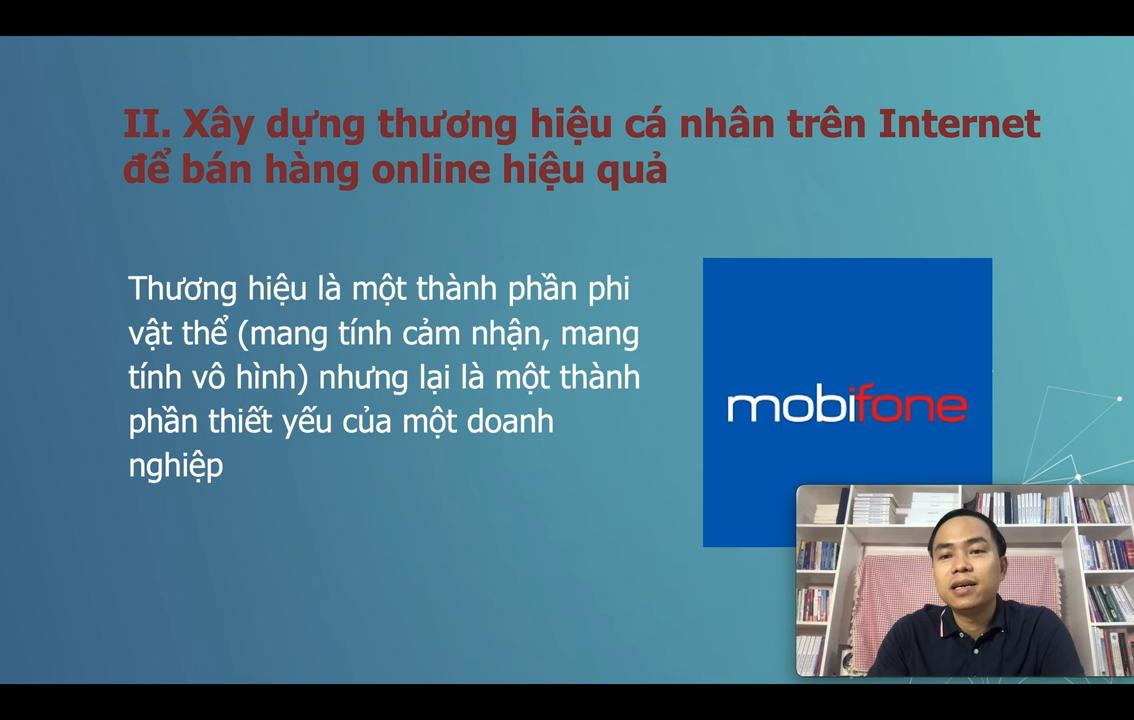 II. Xây dựng thương hiệu cá nhân trên Internet
để bán hàng online hiệu quả
Thương hiệu là một thành phần phi
vật thể (mang tính cảm nhận, mang
tính vô hình) nhưng lại là một thành
phần thiết yếu của một doanh
nghiệp
mobifone